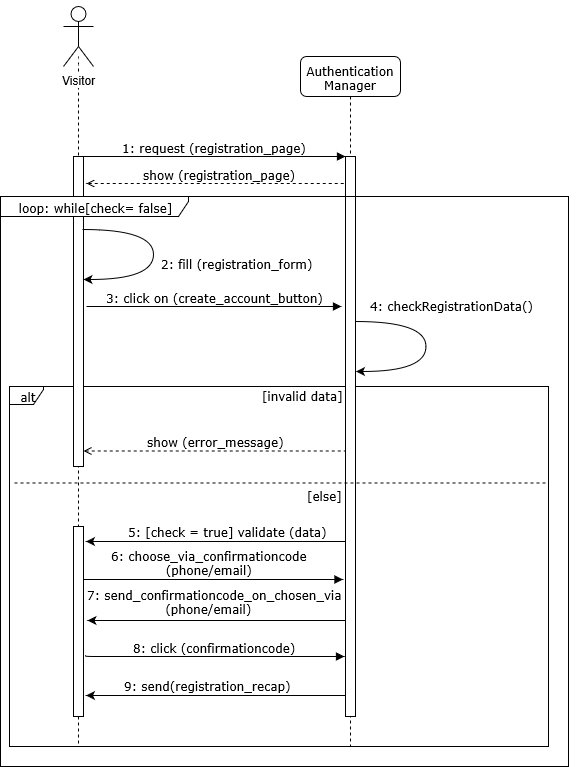 Visitor
Authentication
Manager
1: request (registration_page)
show (registration_page)
loop: while[check= false]
2: fill (registration_form)
3: click on (create_account_button)
4: checkRegistrationData()
alt
[invalid data]
show (error_message)
[else]
5: [check = true] validate (data)
6: choose_via_confirmationcode
(phone/email)
7: send_confirmationcode_on_chosen_via
(phone/email)
8: click (confirmationcode)
9: send(registration_recap)